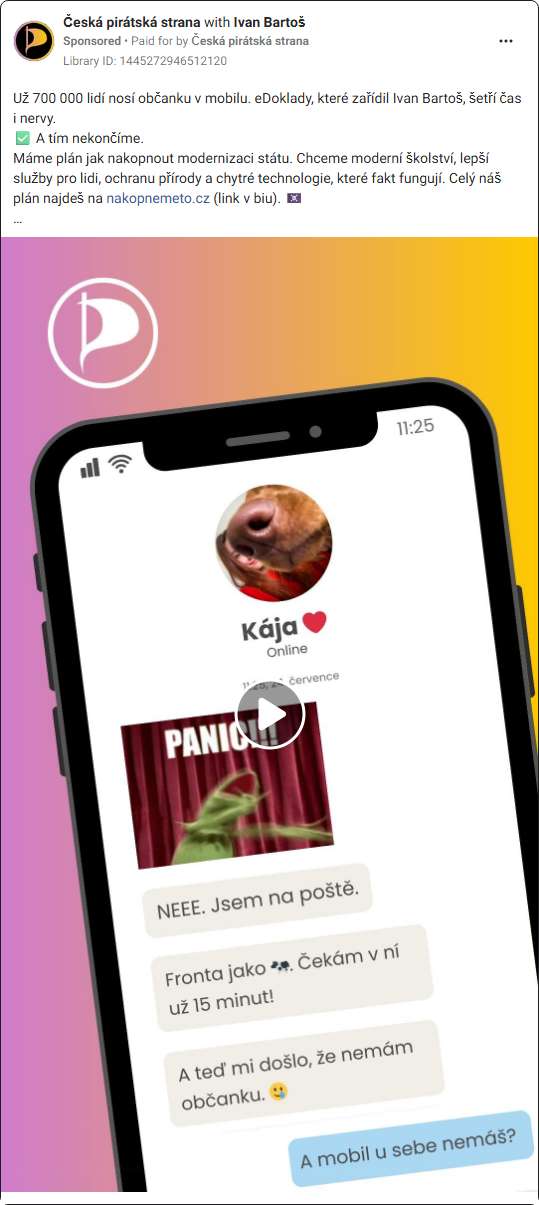 Česká pirátská strana with Ivan Bartoš
Sponsored • Paid for by Česká pirátská strana
Library ID: 1445272946512120
Už 700 000 lidí nosí občanku v mobilu. eDoklady, které zařídil Ivan Bartoš, šetří čas
i nervy.
✅ A tím nekončíme.
Máme plán jak nakopnout modernizaci státu. Chceme moderní školství, lepší
služby pro lidi, ochranu přírody a chytré technologie, které fakt fungují. Celý náš
plán najdeš na nakopnemeto.cz (link v biu). 🏴‍☠️
...
11:25
Kája ❤️
Online
července
PANIC!!!
NEEE. Jsem na poště.
Fronta jako 🐄. Čekám v ní
už 15 minut!
A teď mi došlo, že nemám
občanku. 🥲
A mobil u sebe nemáš?